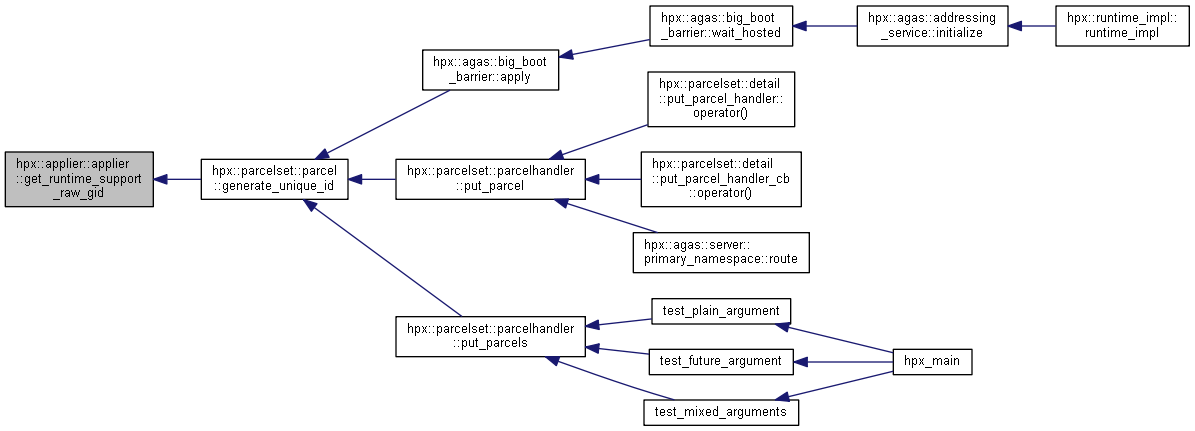 hpx::applier::applier
::get_runtime_support
_raw_gid
hpx::parcelset::parcel
::generate_unique_id
hpx::agas::big_boot
_barrier::apply
hpx::agas::big_boot
_barrier::wait_hosted
hpx::agas::addressing
_service::initialize
hpx::runtime_impl::
runtime_impl
hpx::parcelset::parcelhandler
::put_parcel
hpx::parcelset::detail
::put_parcel_handler::
operator()
hpx::parcelset::detail
::put_parcel_handler_cb
::operator()
hpx::agas::server::
primary_namespace::route
hpx::parcelset::parcelhandler
::put_parcels
test_plain_argument
test_future_argument
test_mixed_arguments
hpx_main